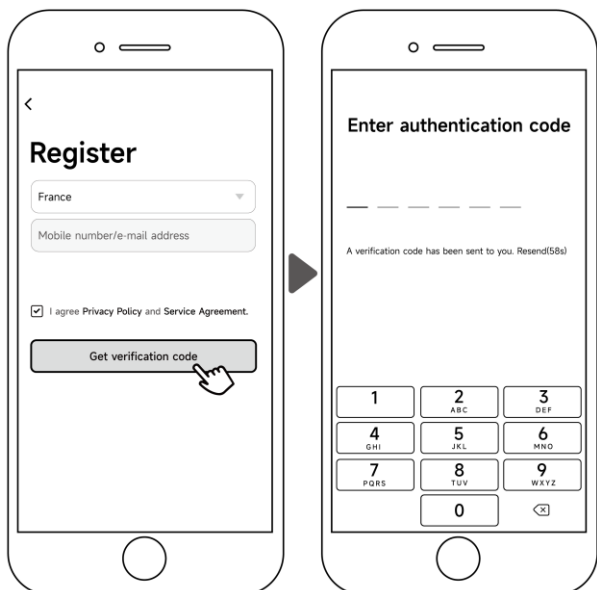 Register
France
Mobile number/e-mail address
I agree Privacy Policy and Service Agreement.
Get verification code
Enter authentication code
A verification code has been sent to you. Resend(58s)
1 2 3
ABC DEF
4 5 6
GHI JKL MNO
7 8 9
PQRS TUV WXYZ
0